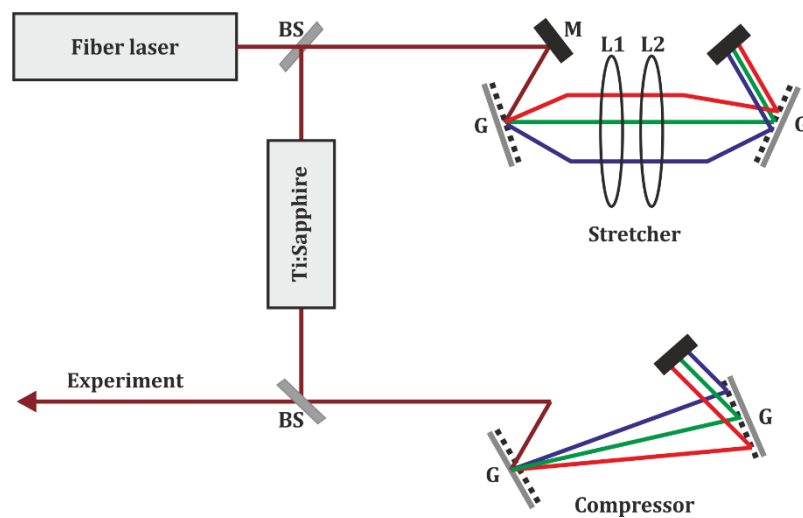 Fiber laser
BS
M
L1 L2
G
G
Stretcher
Ti:Sapphire
Experiment
BS
G
G
Compressor